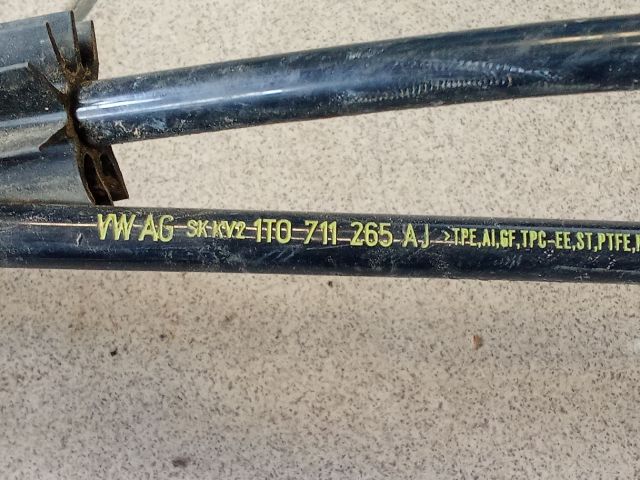 VW AG SK KV2 1T0 711 265 AJ >TPE,AI,GF,TPC-EE,ST,PTFE,